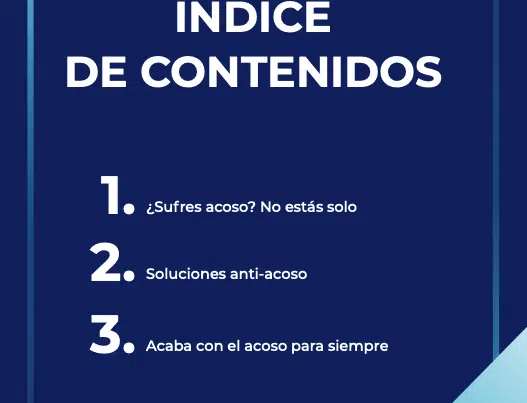 ÍNDICE
DE CONTENIDOS
1. ¿Sufres acoso? No estás solo
2. Soluciones anti-acoso
3. Acaba con el acoso para siempre